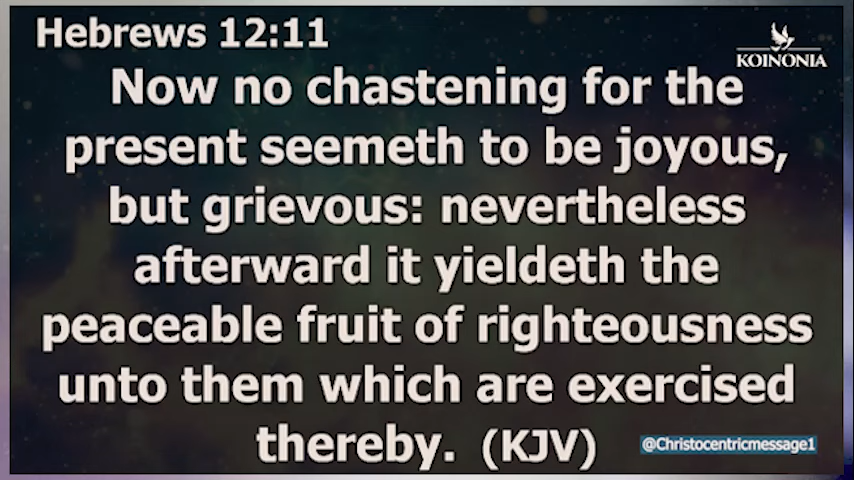 Hebrews 12:11
KOINONIA
Now no chastening for the
present seemeth to be joyous,
but grievous: nevertheless
afterward it yieldeth the
peaceable fruit of righteousness
unto them which are exercised
thereby. (KJV)
@Christocentricmessage1